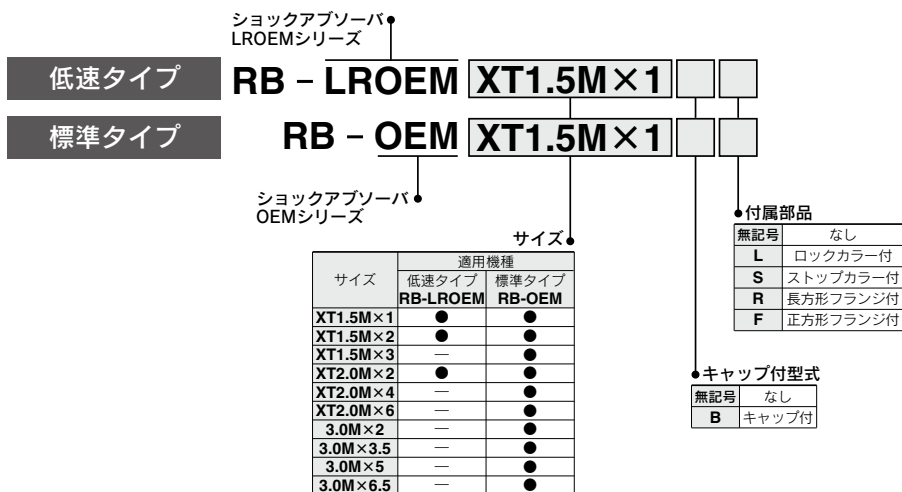 ショックアブソーバ
LROEMシリーズ
低速タイプ RB - LROEM XT1.5M×1
標準タイプ RB - OEM XT1.5M×1
ショックアブソーバ
OEMシリーズ
サイズ
サイズ 適用機種
低速タイプ 標準タイプ
RB-LROEM RB-OEM
XT1.5M×1 ● ●
XT1.5M×2 ● ●
XT1.5M×3 — ●
XT2.0M×2 ● ●
XT2.0M×4 — ●
XT2.0M×6 — ●
3.0M×2 — ●
3.0M×3.5 — ●
3.0M×5 — ●
3.0M×6.5 — ●
付属部品
無記号 なし
L ロックカラー付
S ストップカラー付
R 長方形フランジ付
F 正方形フランジ付
キャップ付型式
無記号 なし
B キャップ付